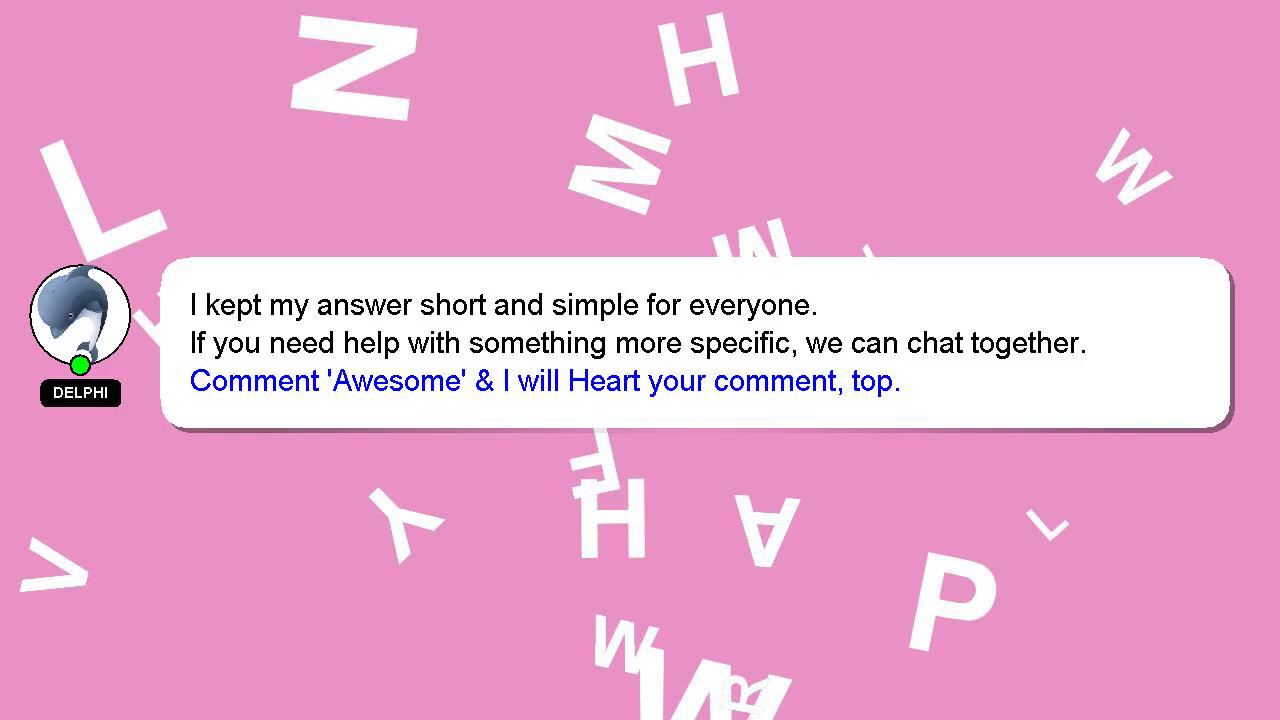 Z
H
M
L
W
W
I kept my answer short and simple for everyone.
If you need help with something more specific, we can chat together.
Comment 'Awesome' & I will Heart your comment, top.
DELPHI
F
H
A
Y
L
V
P
W
W
B